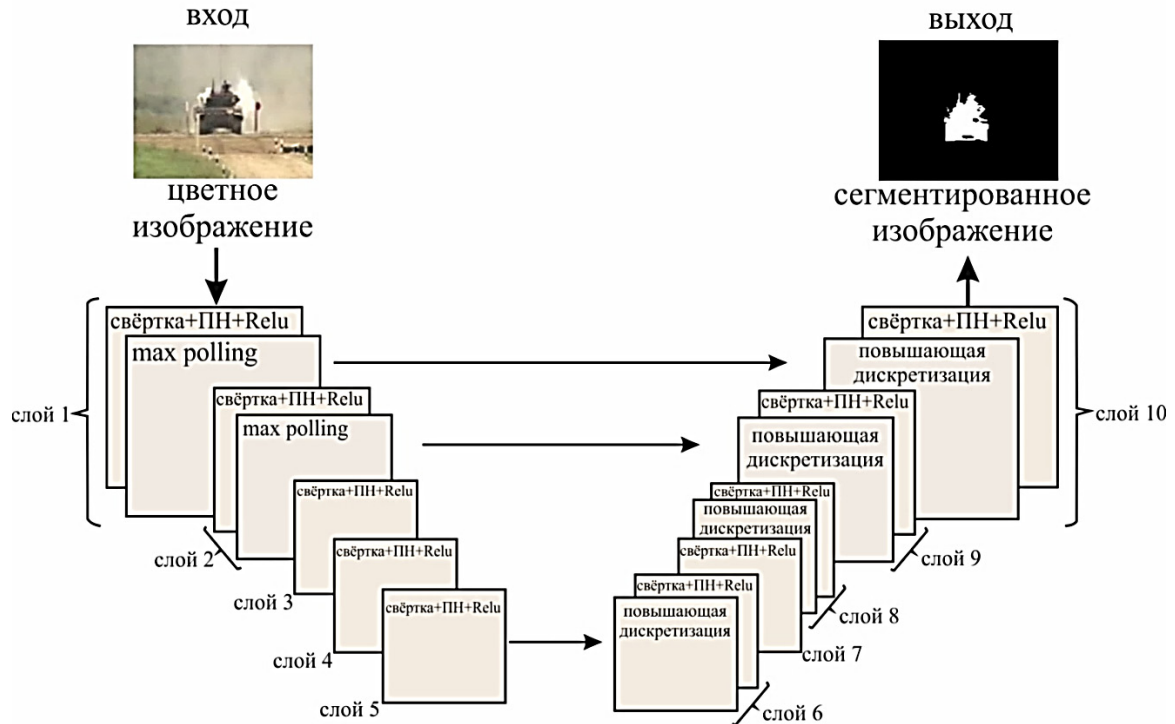 вход
выход
цветное
изображение
сегментированное
изображение
свёртка+ПН+Relu
max polling
слой 1
свёртка+ПН+Relu
max polling
слой 2
свёртка+ПН+Relu
слой 3
свёртка+ПН+Relu
слой 4
свёртка+ПН+Relu
слой 5
свёртка+ПН+Relu
повышающая
дискретизация
слой 10
свёртка+ПН+Relu
повышающая
дискретизация
слой 9
свёртка+ПН+Relu
повышающая
дискретизация
слой 8
свёртка+ПН+Relu
слой 7
свёртка+ПН+Relu
повышающая
дискретизация
слой 6